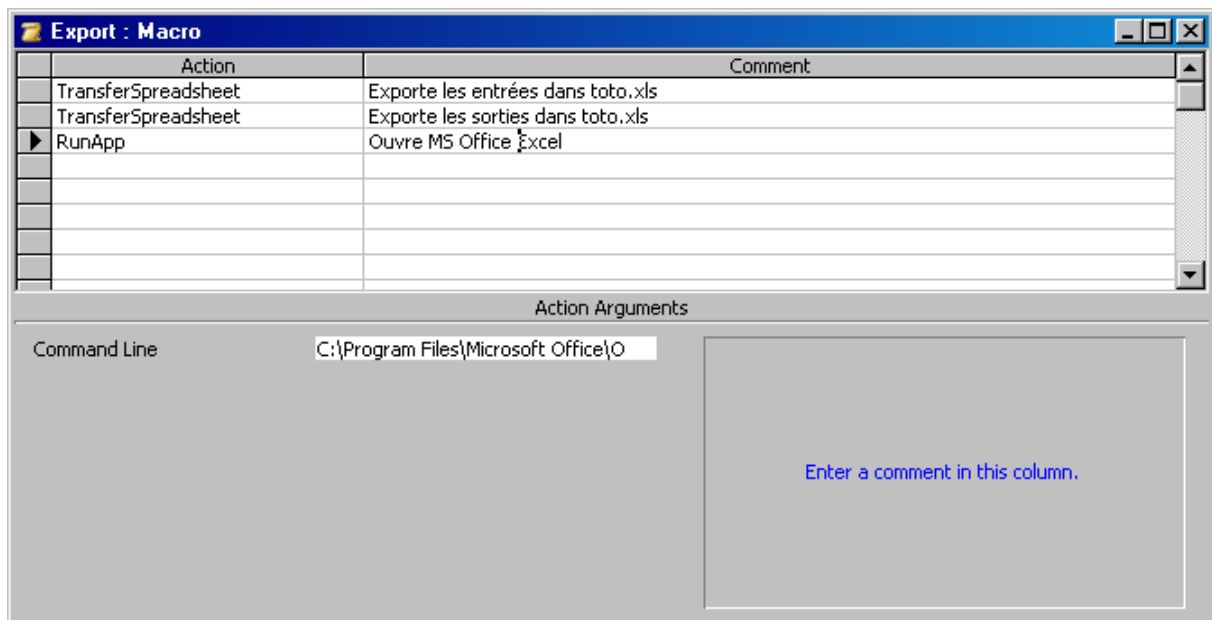 Export : Macro
Action Comment
TransferSpreadsheet Exporte les entrées dans toto.xls
TransferSpreadsheet Exporte les sorties dans toto.xls
RunApp Ouvre MS Office Excel
Action Arguments
Command Line C:\Program Files\Microsoft Office\O
Enter a comment in this column.